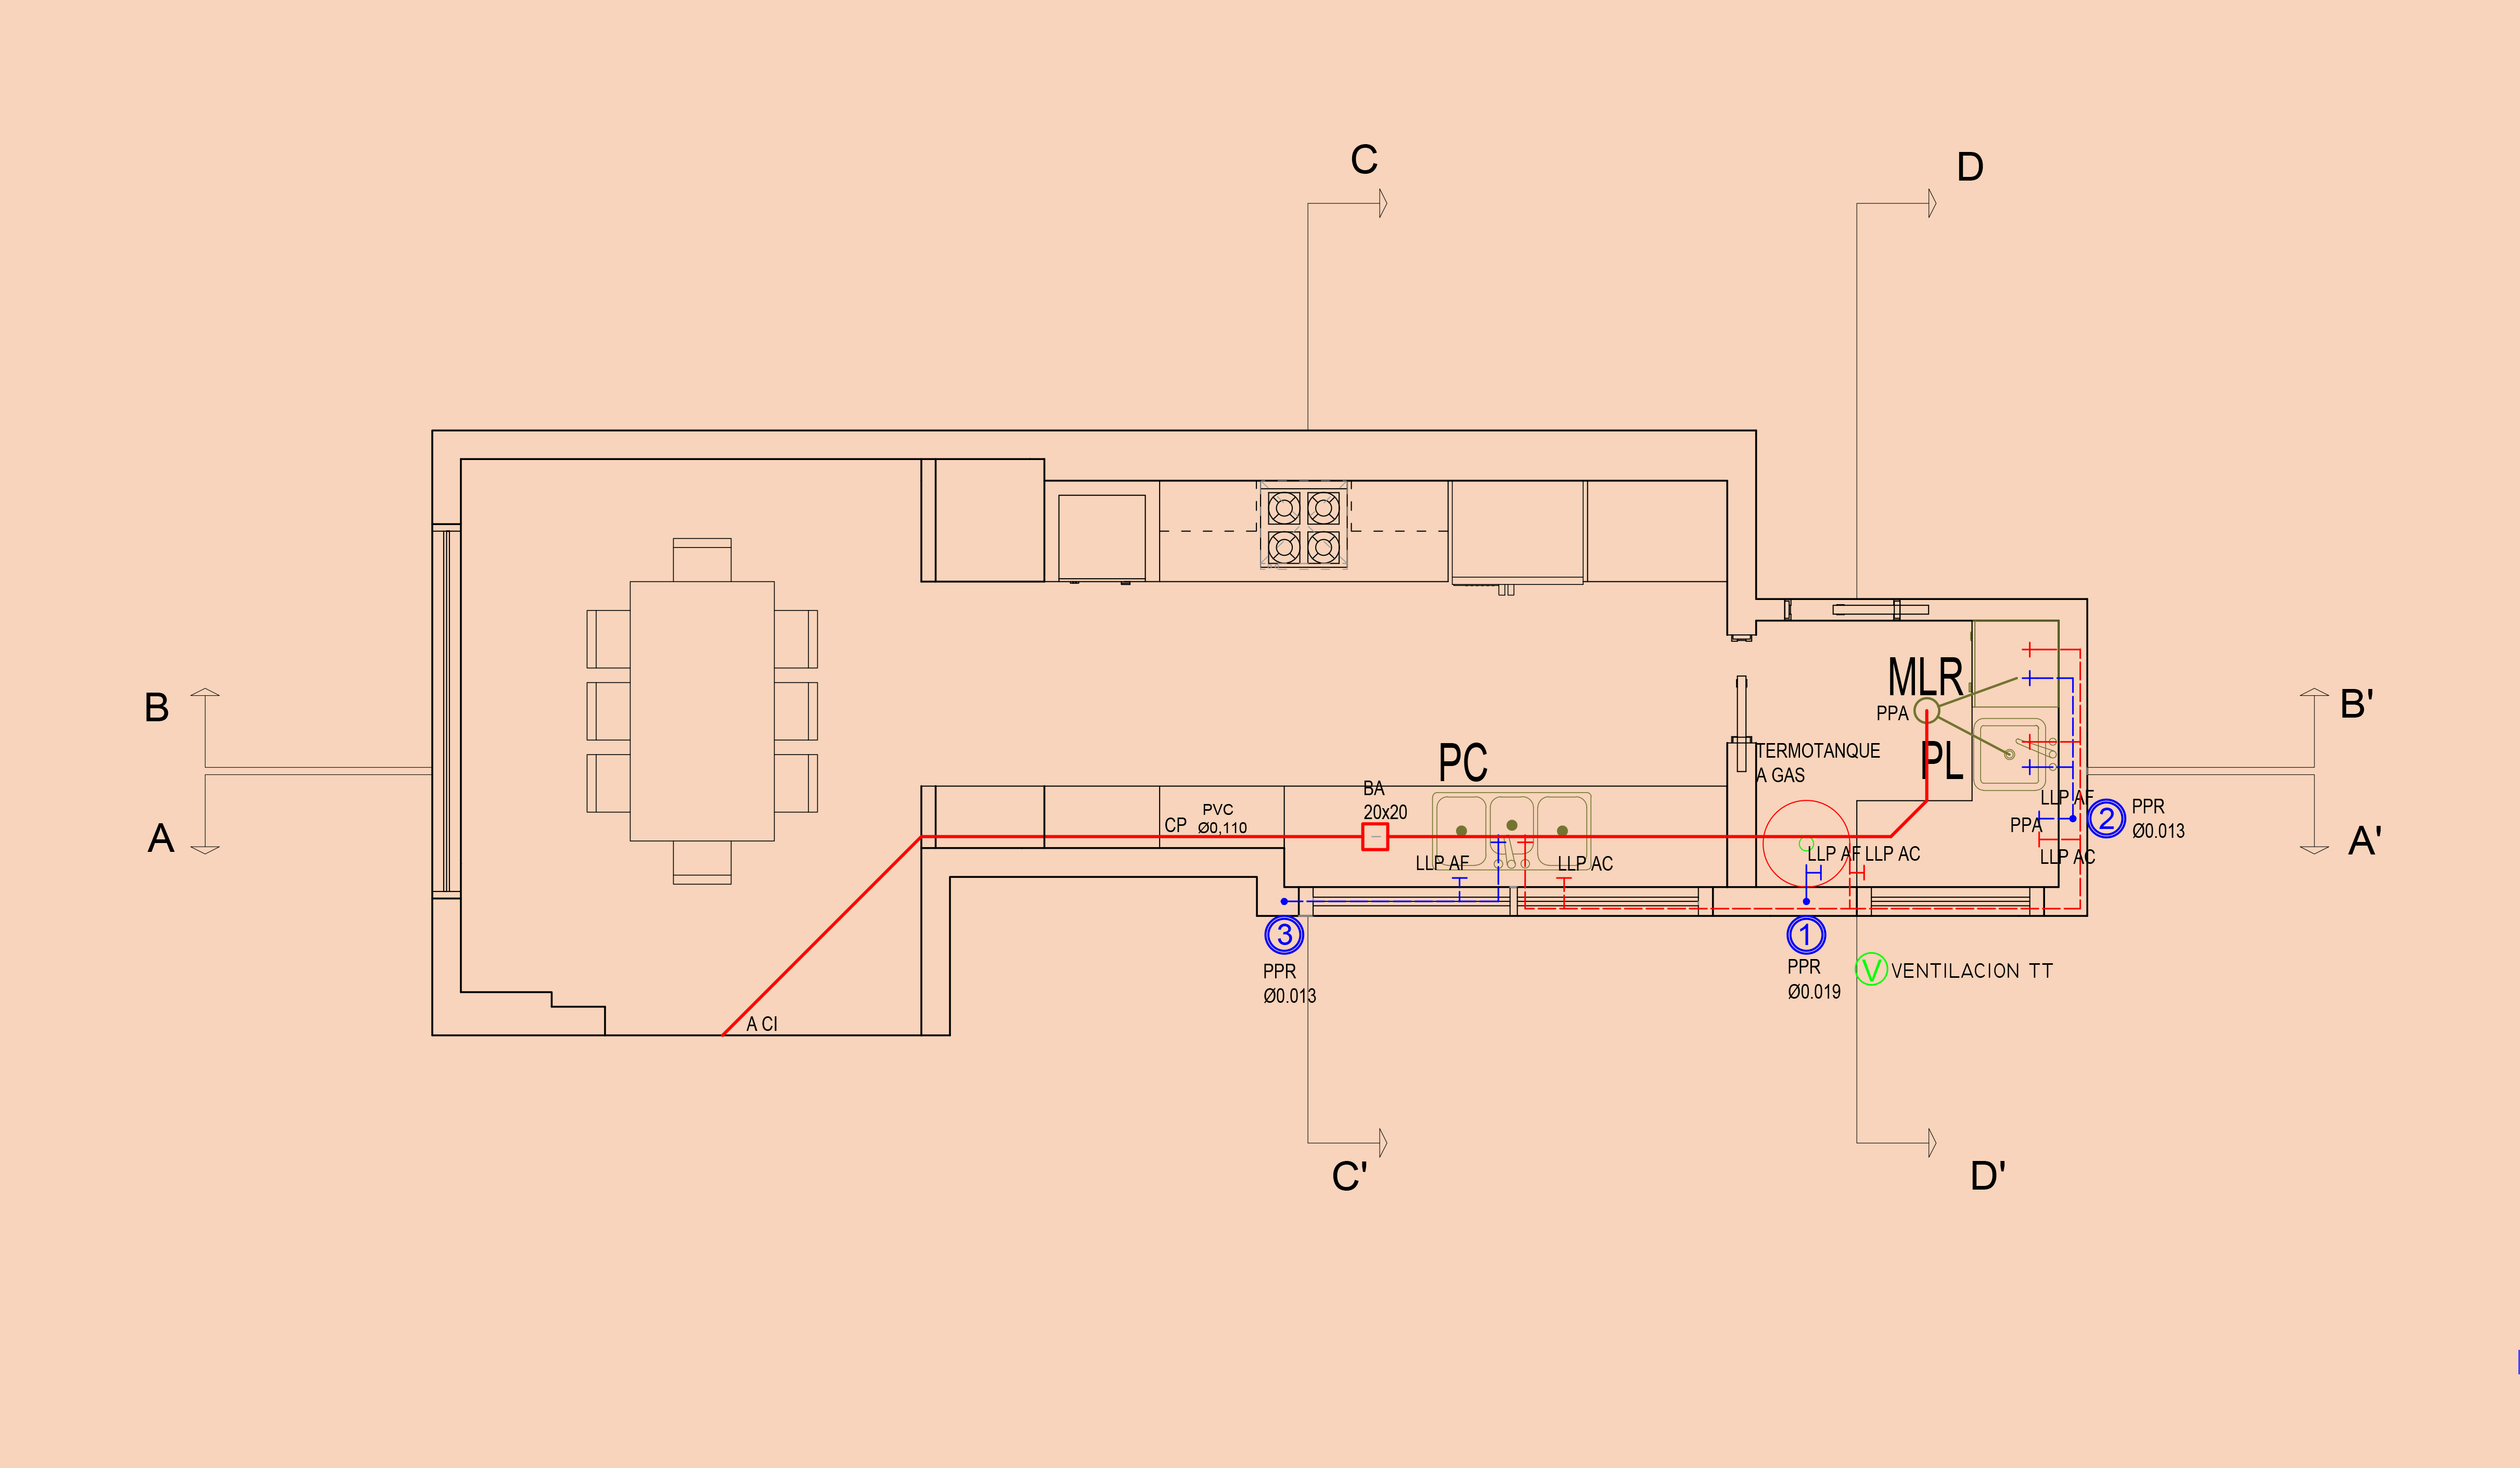 C
D
B
A
B'
A'
MLR
PPA
PC
PL
TERMOTANQUE
A GAS
BA
20x20
PVC
CP Ø0,110
LLP AF
LLP AC
LLP AF
LLP AC
LLP AF
PPA
LLP AC
2
PPR
Ø0.013
3
PPR
Ø0.013
1
PPR
Ø0.019
V VENTILACION TT
A CI
C'
D'